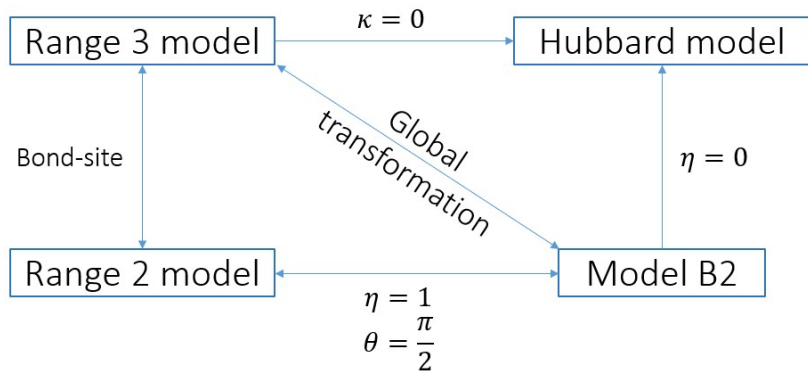 Range 3 model
κ = 0
Hubbard model
Bond-site
Global
transformation
η = 0
Range 2 model
Model B2
η = 1
θ = π/2